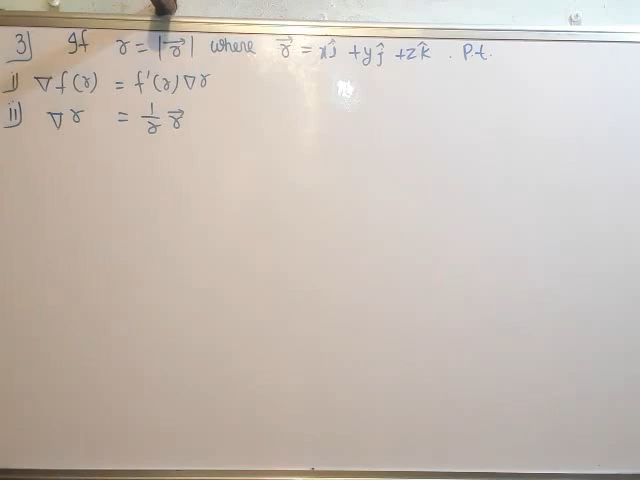 3] If r = |r⃗| where r⃗ = xî + yĵ + zk̂ . P.t.
i] ∇f(r) = f'(r)∇r
ii] ∇r = 1/r r⃗